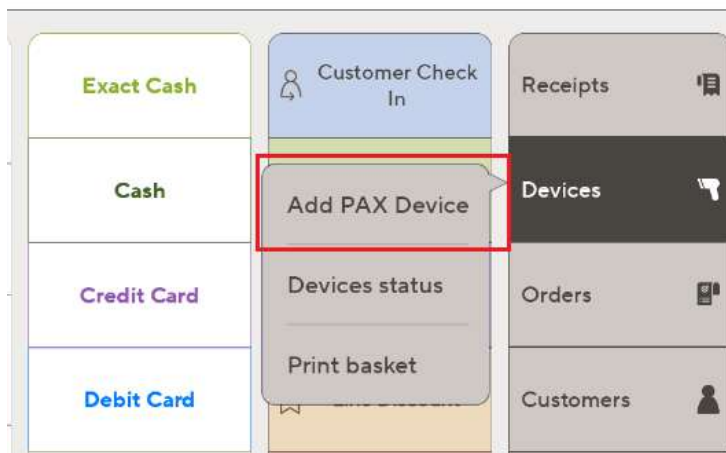 Exact Cash
Cash
Credit Card
Debit Card
Customer Check
In
Add PAX Device
Devices status
Print basket
Receipts
Devices
Orders
Customers